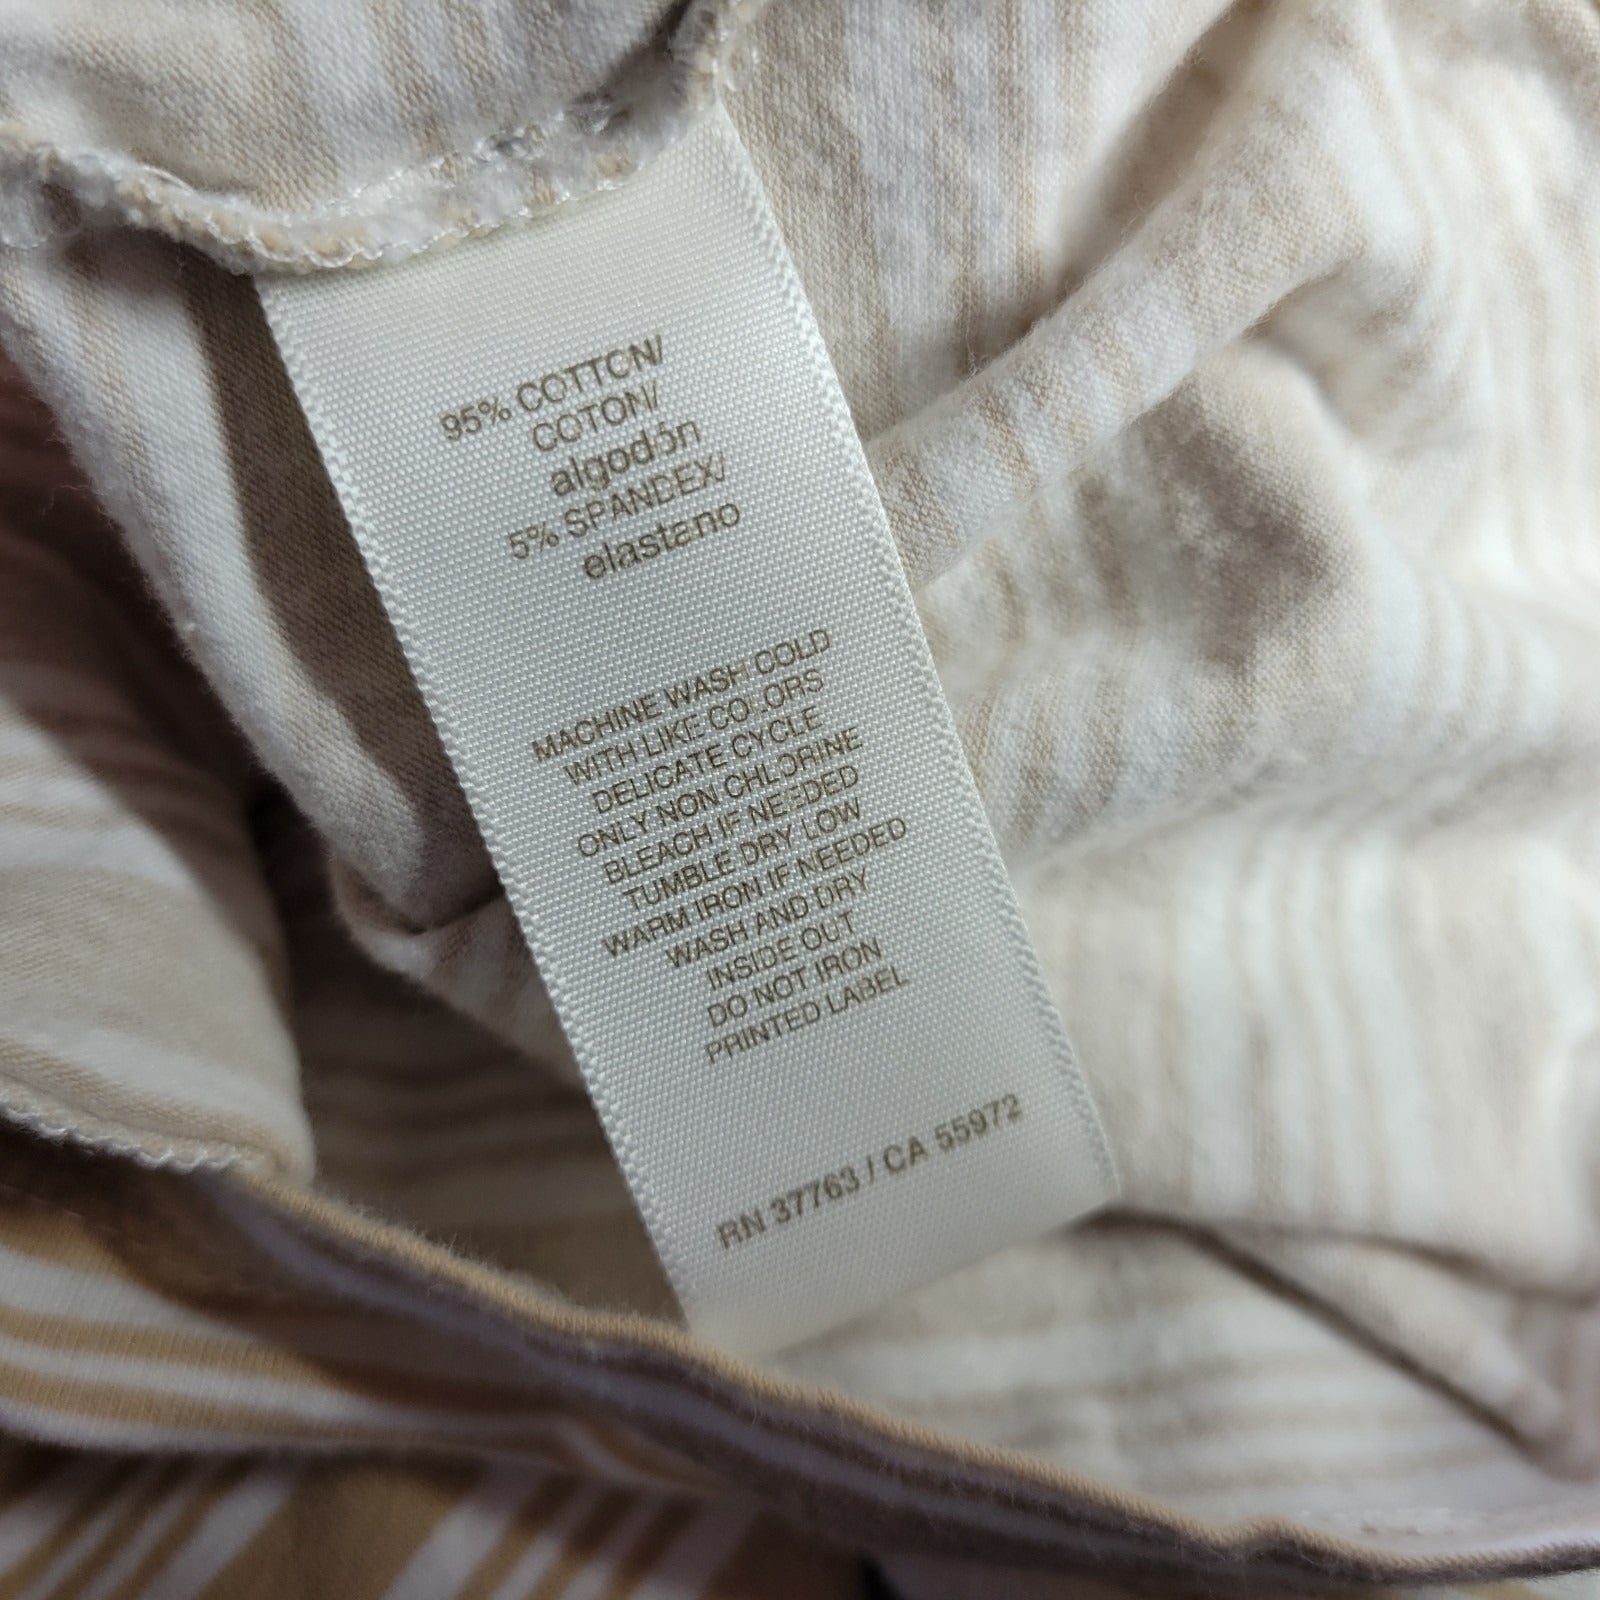 95% COTTON/
COTON/
algodón
5% SPANDEX/
elastano
MACHINE WASH COLD
WITH LIKE COLORS
DELICATE CYCLE
ONLY NON CHLORINE
BLEACH IF NEEDED
TUMBLE DRY LOW
WARM IRON IF NEEDED
WASH AND DRY
INSIDE OUT
DO NOT IRON
PRINTED LABEL
RN 37763 / CA 55972